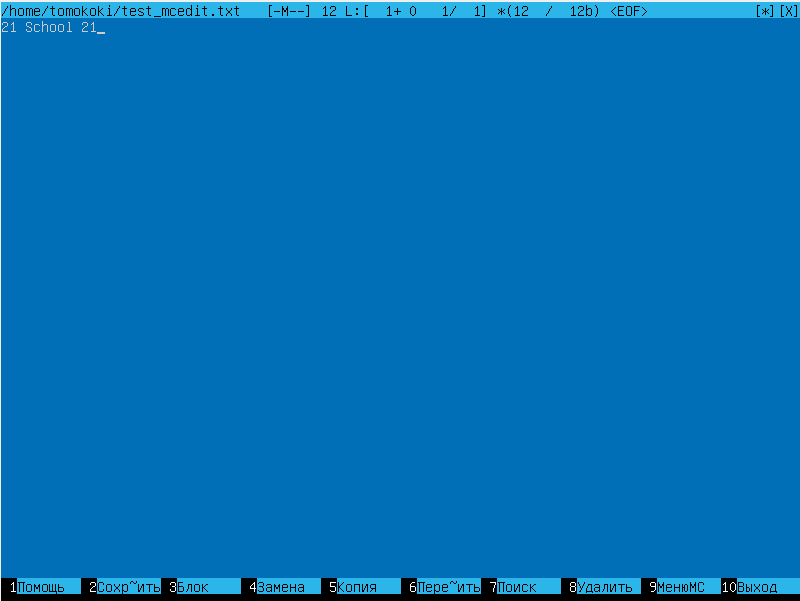 /home/tomokoki/test_mcedit.txt [-M--] 12 L:[ 1+ 0 1/ 1] *(12 / 12b) <EOF> [*][X]
21 School 21_
1Помощь 2Сохр~ить 3Блок 4Замена 5Копия 6Пере~ить 7Поиск 8Удалить 9МенюMC 10Выход